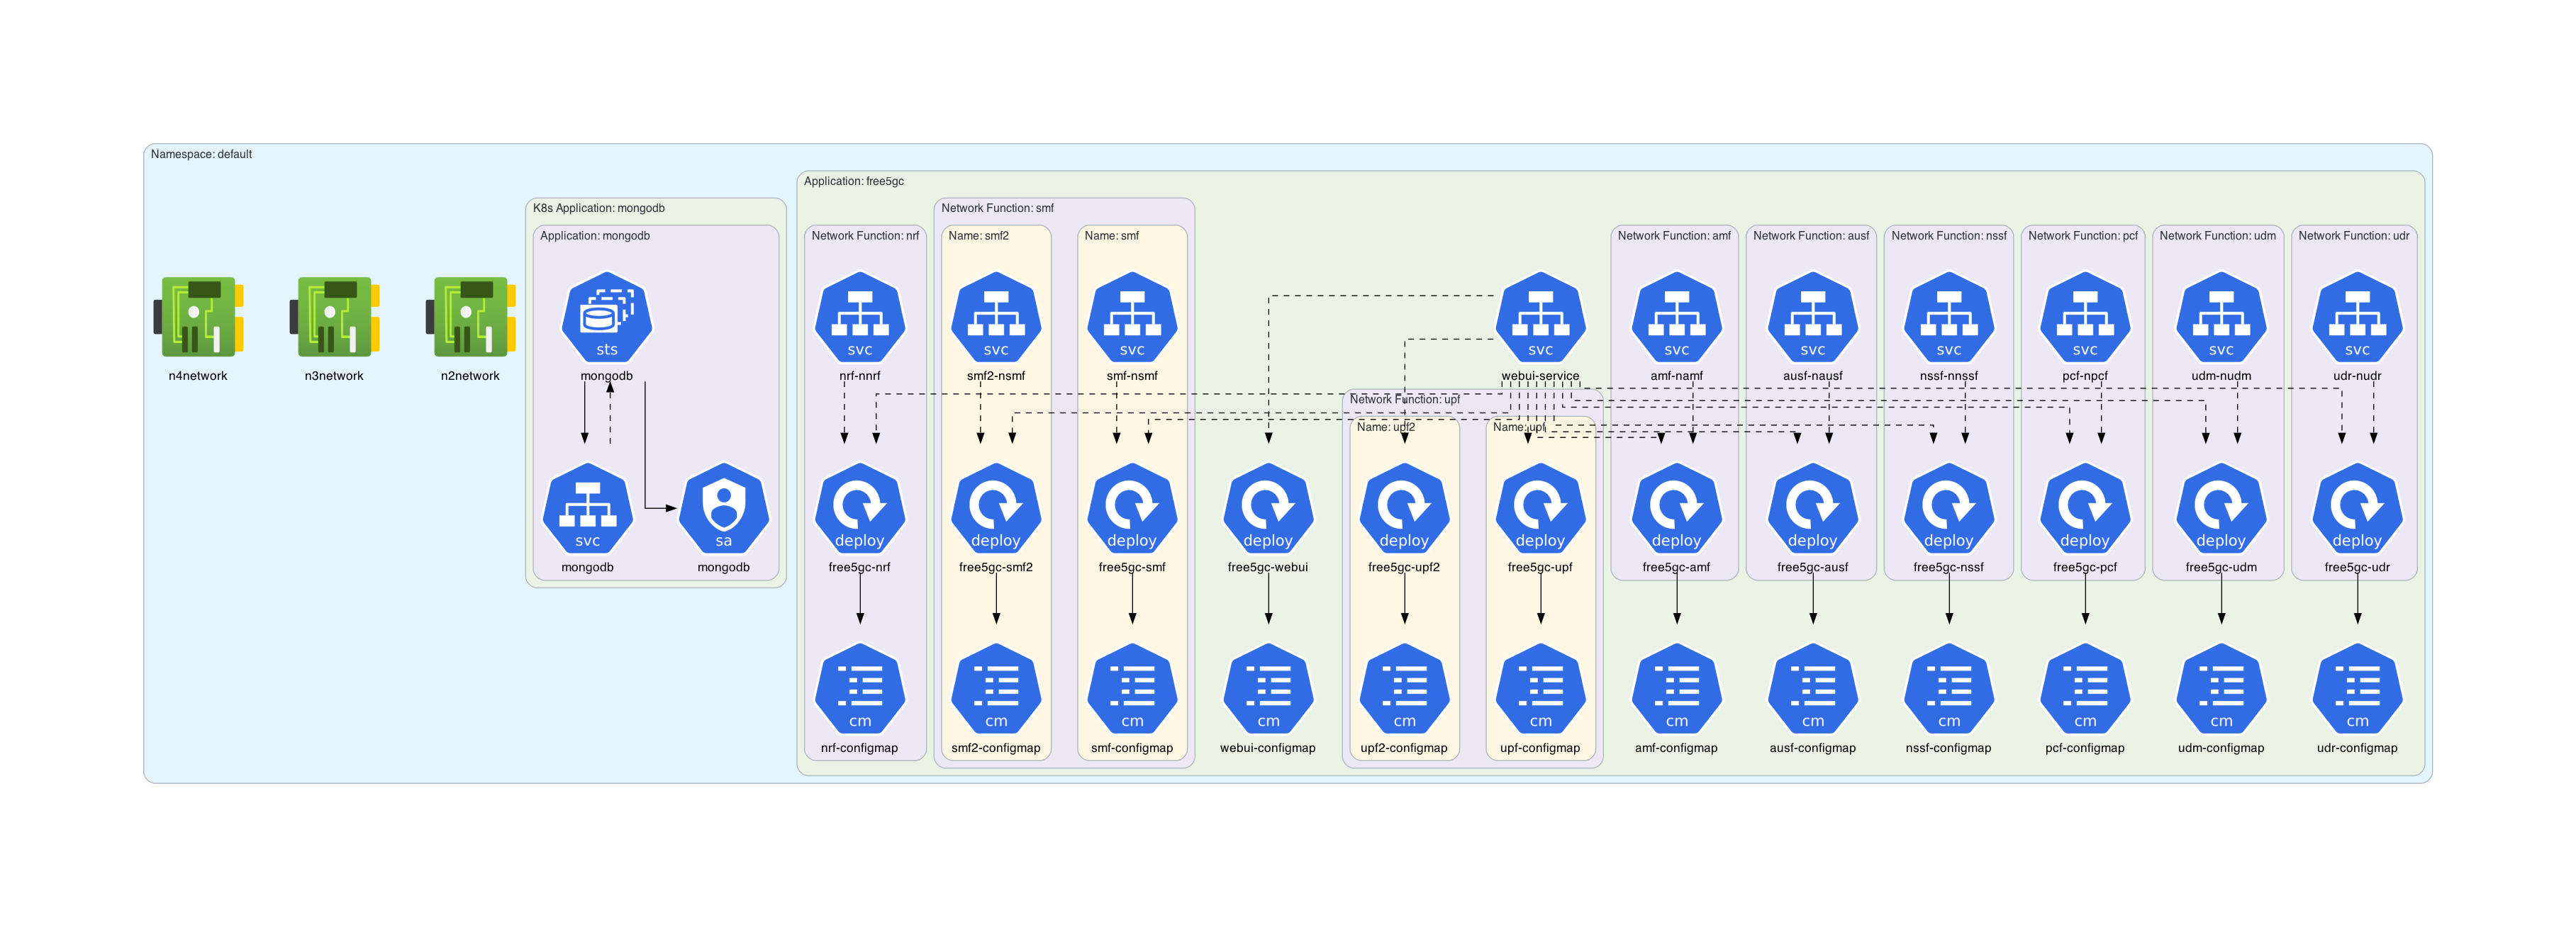 Namespace: default
Application: free5gc
K8s Application: mongodb
Network Function: smf
Application: mongodb
Network Function: nrf
Name: smf2
Name: smf
Network Function: amf
Network Function: ausf
Network Function: nssf
Network Function: pcf
Network Function: udm
Network Function: udr
sts
svc
svc
svc
svc
svc
svc
svc
svc
svc
svc
n4network
n3network
n2network
mongodb
nrf-nnrf
smf2-nsmf
smf-nsmf
webui-service
amf-namf
ausf-nausf
nssf-nnssf
pcf-npcf
udm-nudm
udr-nudr
Network Function: upf
Name: upf2
Name: upf
svc
sa
deploy
deploy
deploy
deploy
deploy
deploy
deploy
deploy
deploy
deploy
deploy
deploy
mongodb
mongodb
free5gc-nrf
free5gc-smf2
free5gc-smf
free5gc-webui
free5gc-upf2
free5gc-upf
free5gc-amf
free5gc-ausf
free5gc-nssf
free5gc-pcf
free5gc-udm
free5gc-udr
cm
cm
cm
cm
cm
cm
cm
cm
cm
cm
cm
cm
nrf-configmap
smf2-configmap
smf-configmap
webui-configmap
upf2-configmap
upf-configmap
amf-configmap
ausf-configmap
nssf-configmap
pcf-configmap
udm-configmap
udr-configmap